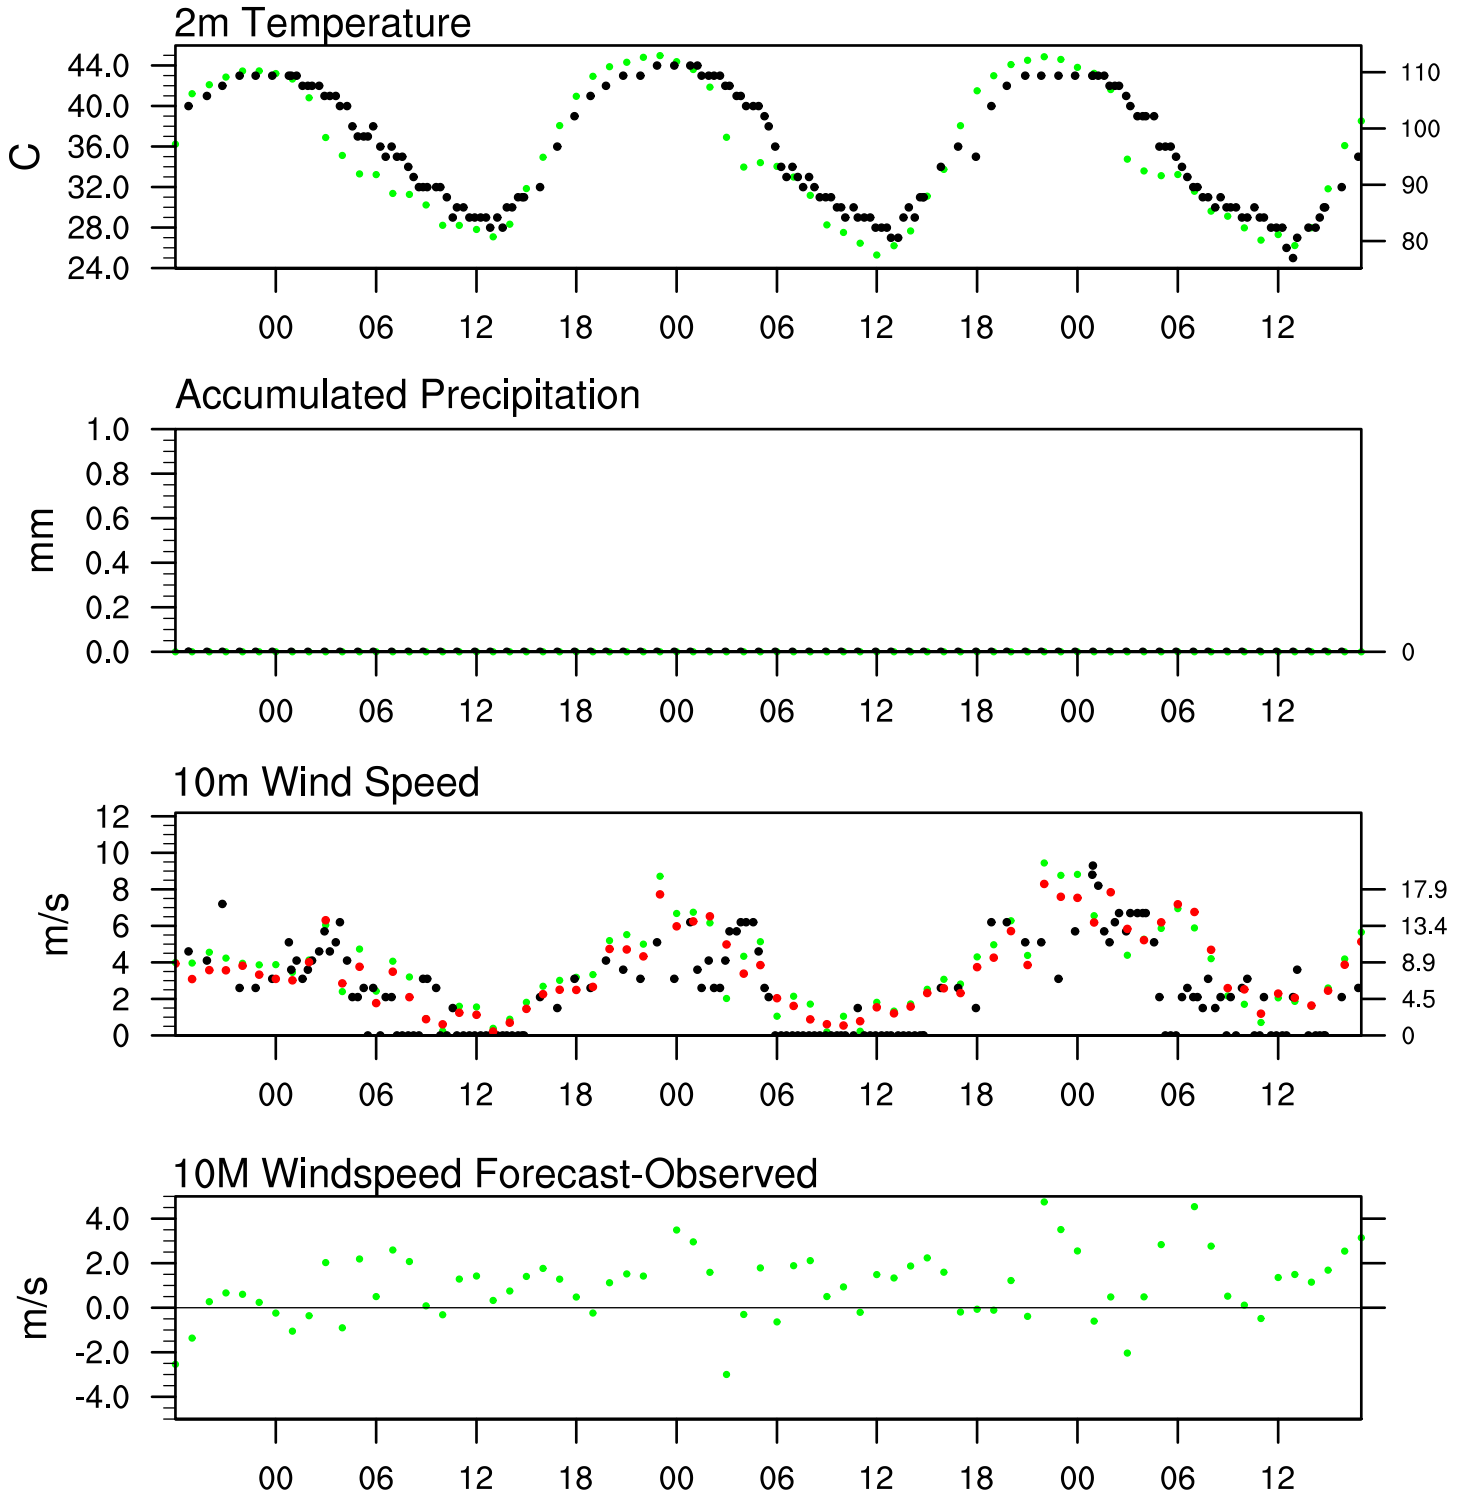 2m Temperature
44.0
40.0
36.0
32.0
28.0
24.0
C
110
100
90
80
00 06 12 18 00 06 12 18 00 06 12
Accumulated Precipitation
1.0
0.8
0.6
0.4
0.2
0.0
mm
0
00 06 12 18 00 06 12 18 00 06 12
10m Wind Speed
12
10
8
6
4
2
0
m/s
17.9
13.4
8.9
4.5
0
00 06 12 18 00 06 12 18 00 06 12
10M Windspeed Forecast-Observed
4.0
2.0
0.0
-2.0
-4.0
m/s
00 06 12 18 00 06 12 18 00 06 12